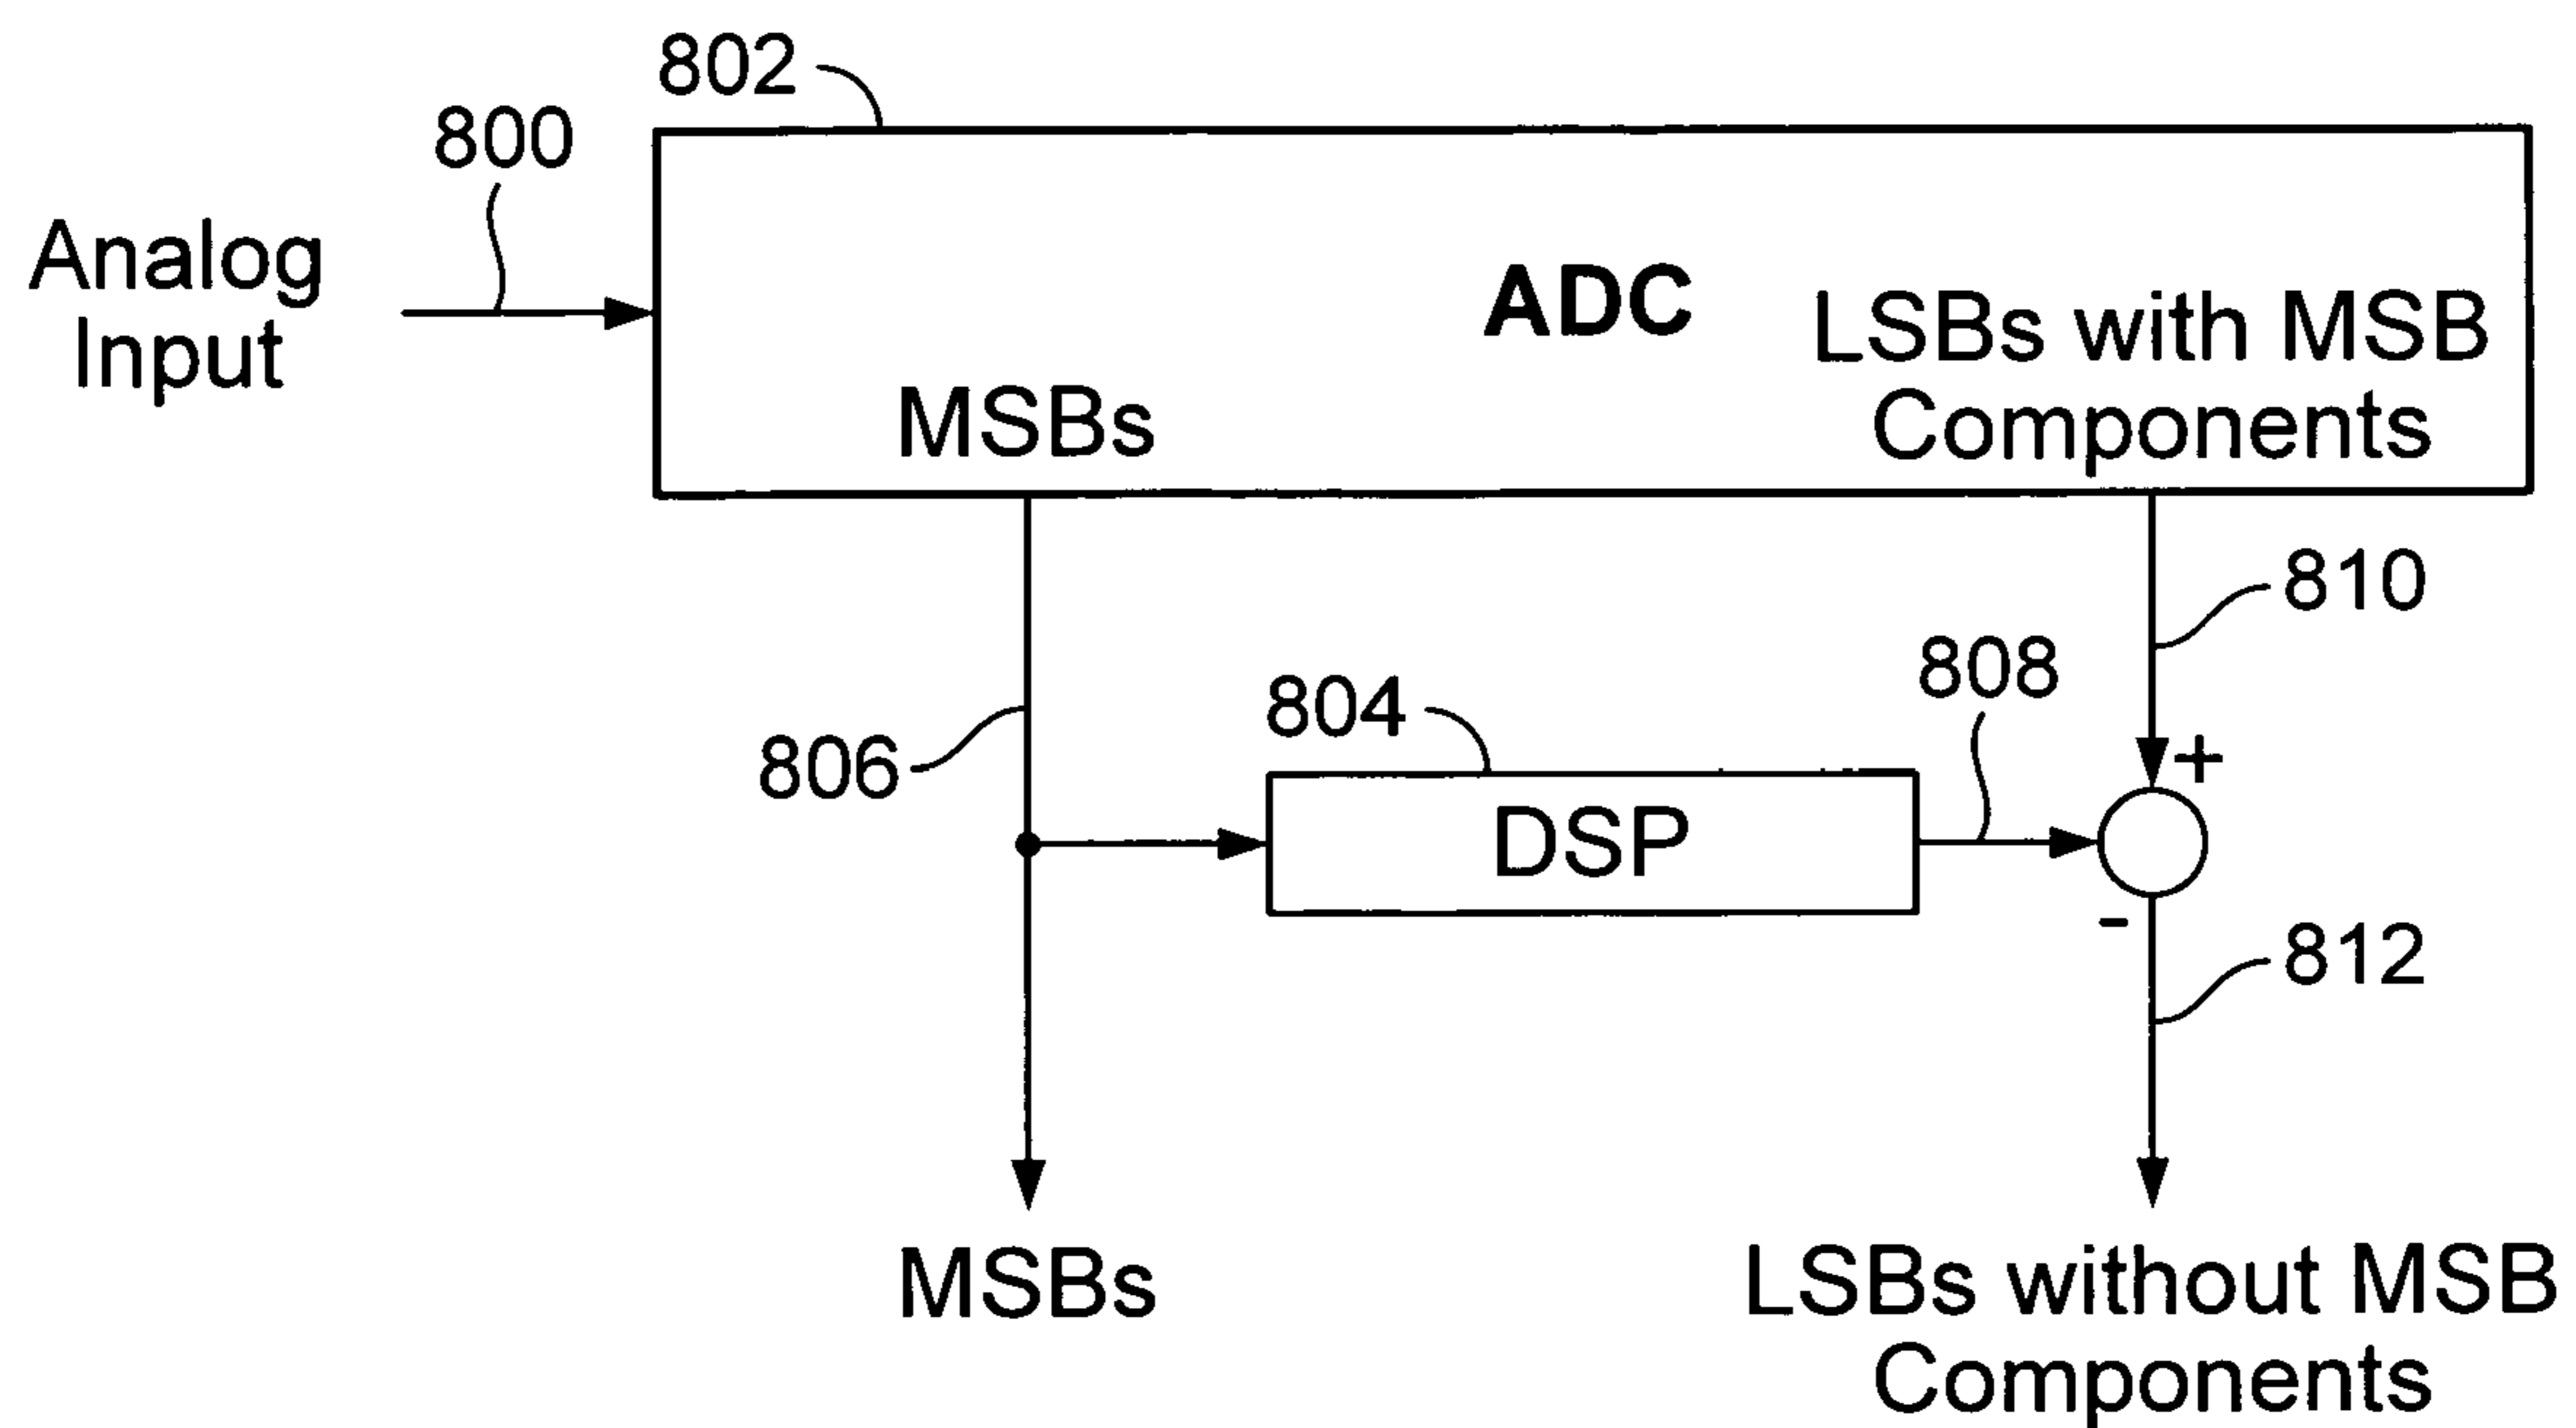 802
800
Analog
Input
ADC
LSBs with MSB
Components
MSBs
810
808
804
806
+
DSP
-
812
MSBs
LSBs without MSB
Components